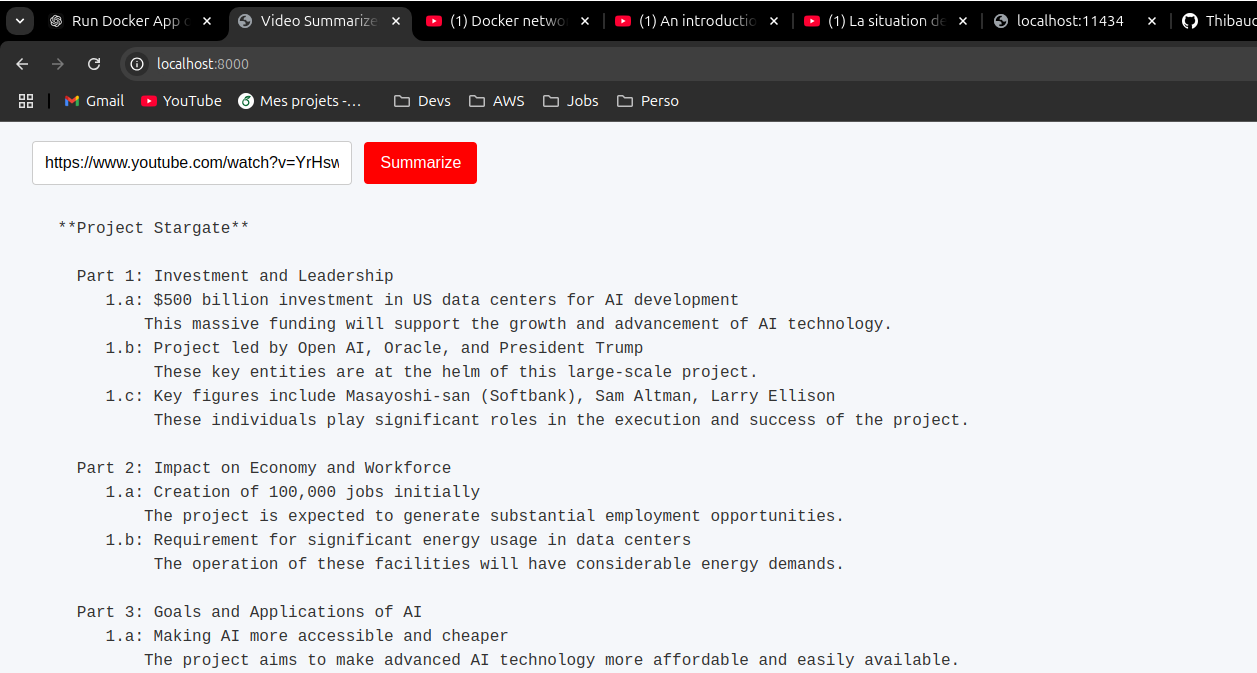 Run Docker App
Video Summarize
(1) Docker netwo
(1) An introductio
(1) La situation de
localhost:11434
Thibaud
localhost:8000
Gmail
YouTube
Mes projets -...
Devs
AWS
Jobs
Perso
https://www.youtube.com/watch?v=YrHsw
Summarize
**Project Stargate**
Part 1: Investment and Leadership
1.a: $500 billion investment in US data centers for AI development
This massive funding will support the growth and advancement of AI technology.
1.b: Project led by Open AI, Oracle, and President Trump
These key entities are at the helm of this large-scale project.
1.c: Key figures include Masayoshi-san (Softbank), Sam Altman, Larry Ellison
These individuals play significant roles in the execution and success of the project.
Part 2: Impact on Economy and Workforce
1.a: Creation of 100,000 jobs initially
The project is expected to generate substantial employment opportunities.
1.b: Requirement for significant energy usage in data centers
The operation of these facilities will have considerable energy demands.
Part 3: Goals and Applications of AI
1.a: Making AI more accessible and cheaper
The project aims to make advanced AI technology more affordable and easily available.